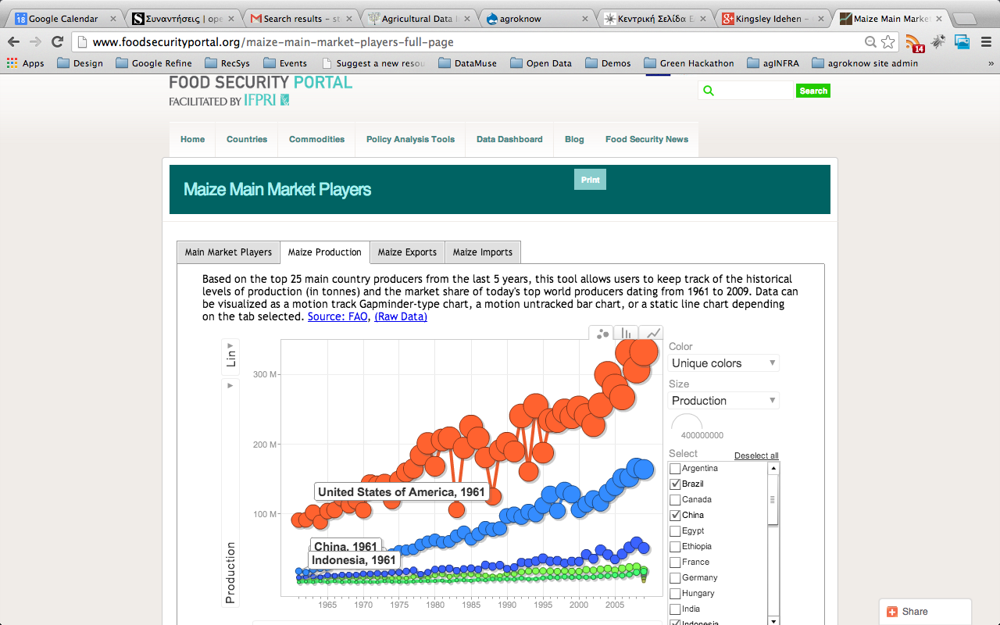 18 Google Calendar
S Συναντήσεις | ope
Search results – st
Agricultural Data I
agroknow
Κεντρική Σελίδα Ε
Kingsley Idehen –
Maize Main Marke
www.foodsecurityportal.org/maize-main-market-players-full-page
14
Apps
Design
Google Refine
RecSys
Events
Suggest a new resou
DataMuse
Open Data
Demos
Green Hackathon
agINFRA
agroknow site admin
»
FOOD SECURITY PORTAL
FACILITATED BY IFPRI
Search
Home
Countries
Commodities
Policy Analysis Tools
Data Dashboard
Blog
Food Security News
Maize Main Market Players
Print
Main Market Players
Maize Production
Maize Exports
Maize Imports
Based on the top 25 main country producers from the last 5 years, this tool allows users to keep track of the historical
levels of production (in tonnes) and the market share of today's top world producers dating from 1961 to 2009. Data can
be visualized as a motion track Gapminder-type chart, a motion untracked bar chart, or a static line chart depending
on the tab selected. Source: FAO, (Raw Data)
Lin
Production
300 M
200 M
100 M
United States of America, 1961
China, 1961
Indonesia, 1961
1965
1970
1975
1980
1985
1990
1995
2000
2005
Color
Unique colors
Size
Production
400000000
Select
Deselect all
Argentina
Brazil
Canada
China
Egypt
Ethiopia
France
Germany
Hungary
India
Indonesia
Share